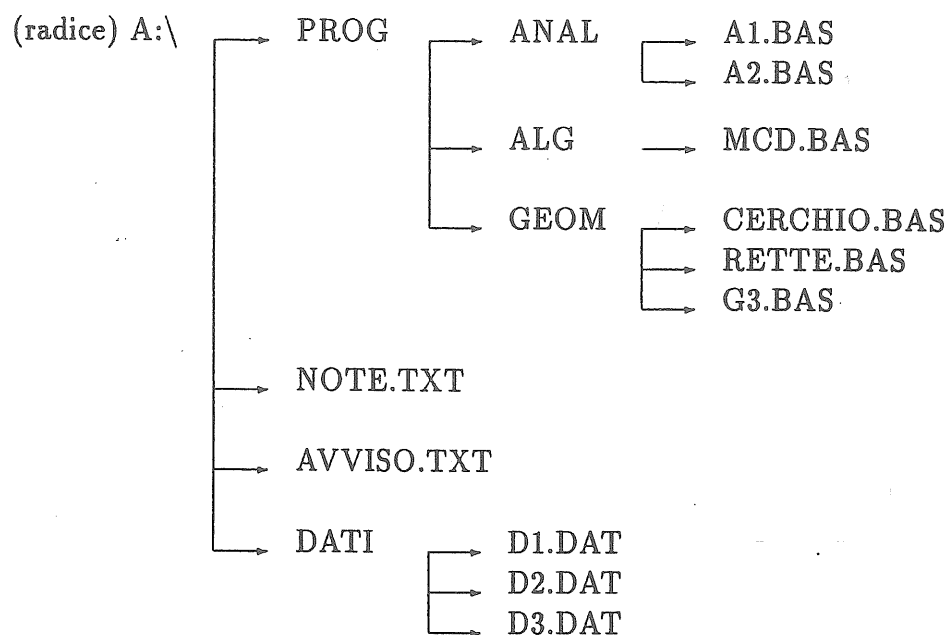 (radice) A:\ PROG ANAL A1.BAS
A2.BAS
ALG MCD.BAS
GEOM CERCHIO.BAS
RETTE.BAS
G3.BAS
NOTE.TXT
AVVISO.TXT
DATI D1.DAT
D2.DAT
D3.DAT